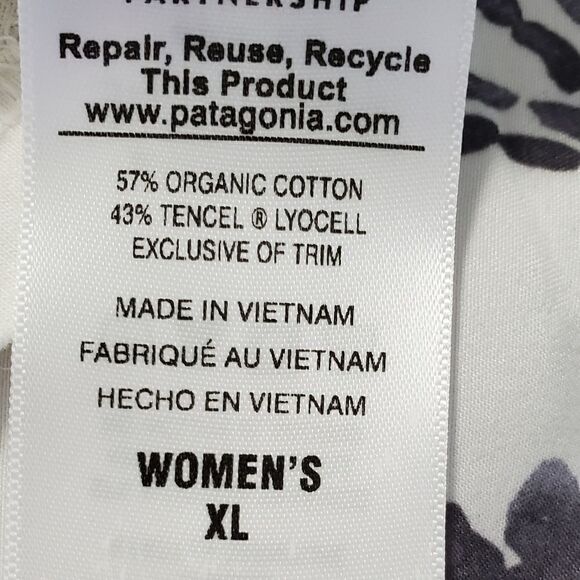 PARTNERSHIP
Repair, Reuse, Recycle
This Product
www.patagonia.com
57% ORGANIC COTTON
43% TENCEL ® LYOCELL
EXCLUSIVE OF TRIM
MADE IN VIETNAM
FABRIQUÉ AU VIETNAM
HECHO EN VIETNAM
WOMEN'S
XL